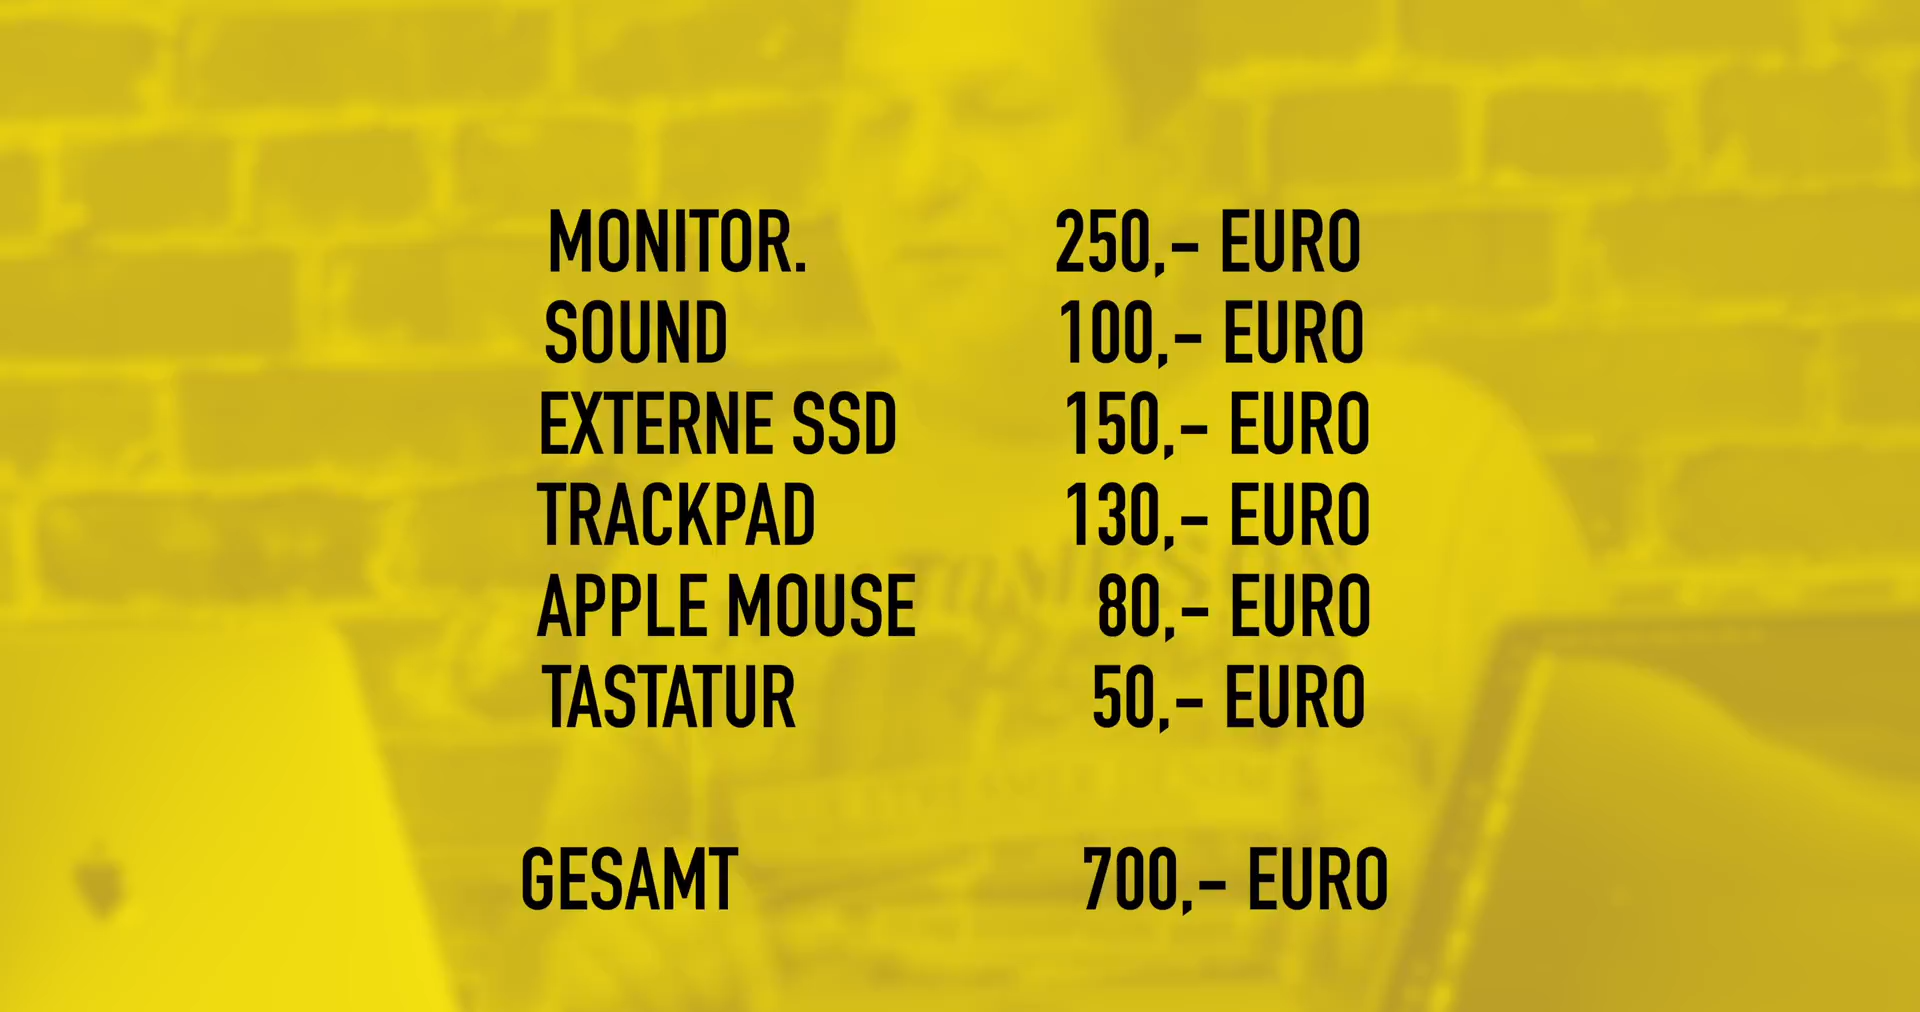 MONITOR. 250,- EURO
SOUND 100,- EURO
EXTERNE SSD 150,- EURO
TRACKPAD 130,- EURO
APPLE MOUSE 80,- EURO
TASTATUR 50,- EURO
GESAMT 700,- EURO